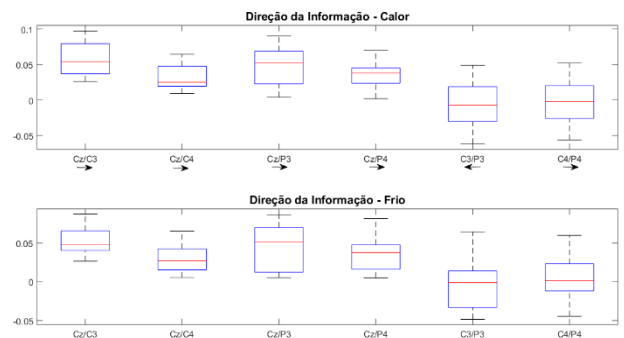 Direção da Informação - Calor
0.1
0.05
0
-0.05
Cz/C3 Cz/C4 Cz/P3 Cz/P4 C3/P3 C4/P4
Direção da Informação - Frio
0.05
0
-0.05
Cz/C3 Cz/C4 Cz/P3 Cz/P4 C3/P3 C4/P4